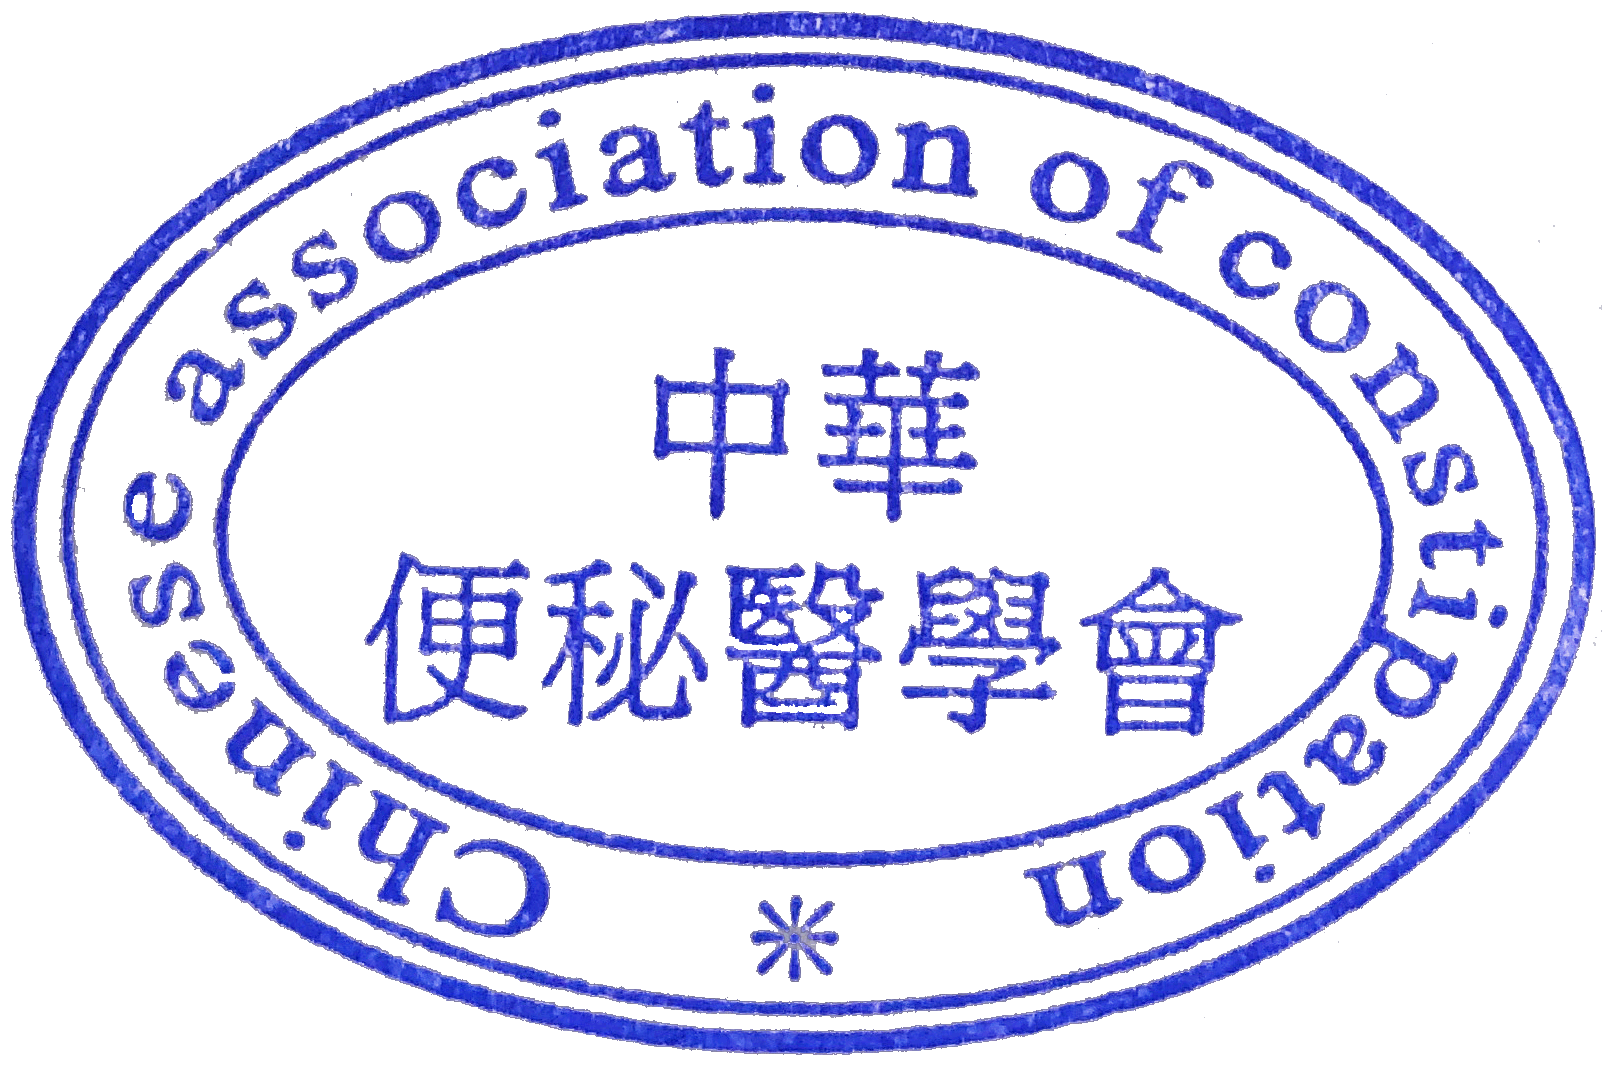 Chinese association of constipation
中華
便秘醫學會